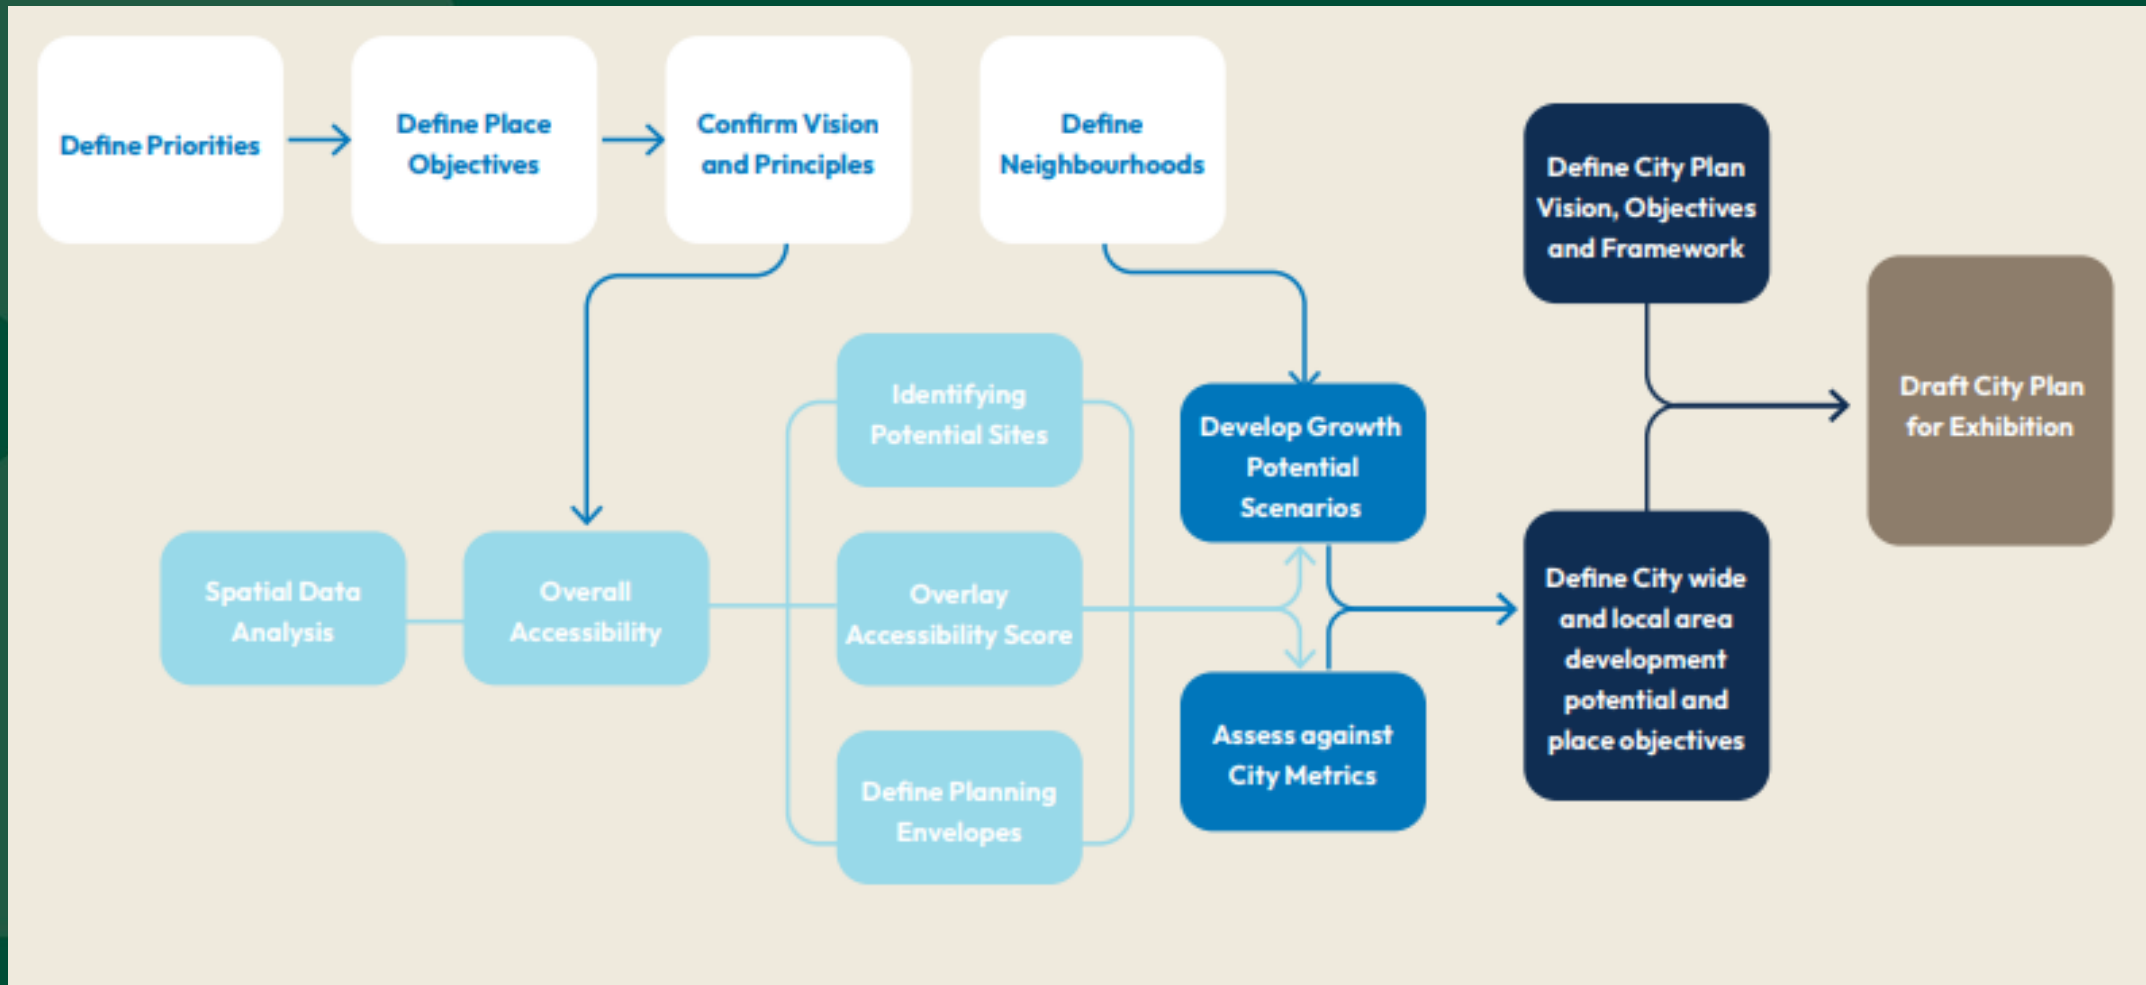 Define Priorities
Define Place
Objectives
Confirm Vision
and Principles
Define
Neighbourhoods
Define City Plan
Vision, Objectives
and Framework
Identifying
Potential Sites
Develop Growth
Potential
Scenarios
Draft City Plan
for Exhibition
Spatial Data
Analysis
Overall
Accessibility
Overlay
Accessibility Score
Define City wide
and local area
development
potential and
place objectives
Define Planning
Envelopes
Assess against
City Metrics